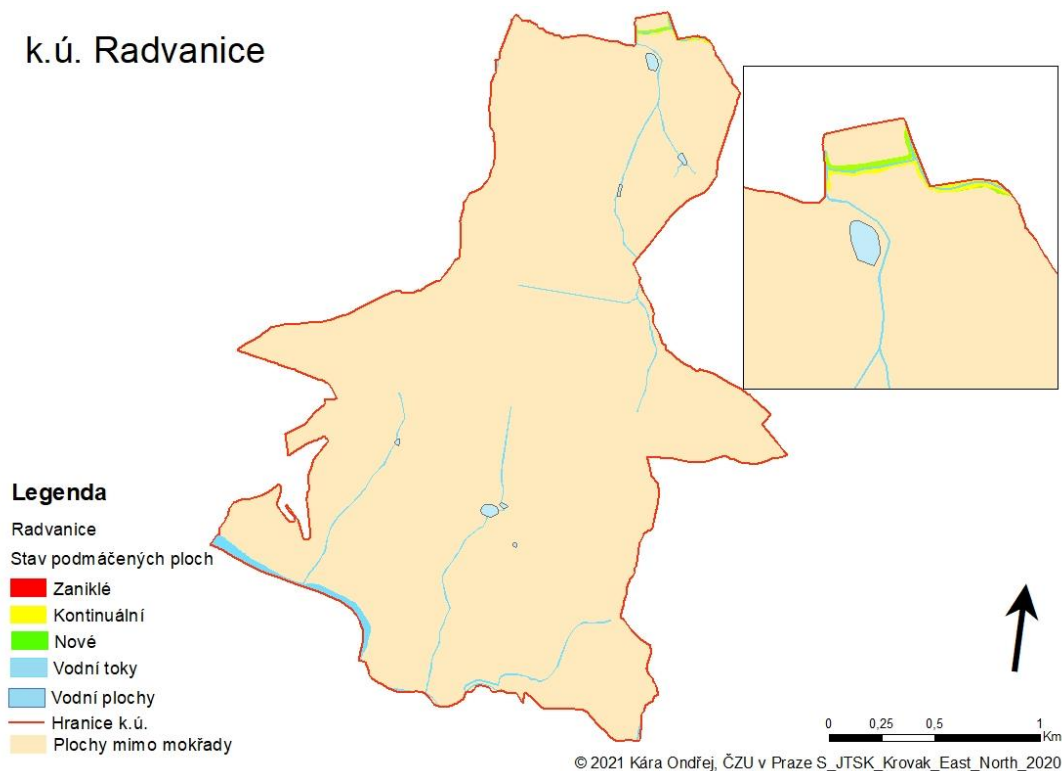 k.ú. Radvanice
Legenda
Radvanice
Stav podmáčených ploch
Zaniklé
Kontinuální
Nové
Vodní toky
Vodní plochy
Hranice k.ú.
Plochy mimo mokřady
0 0,25 0,5 1
Km
© 2021 Kára Ondřej, ČZU v Praze S_JTSK_Krovak_East_North_2020